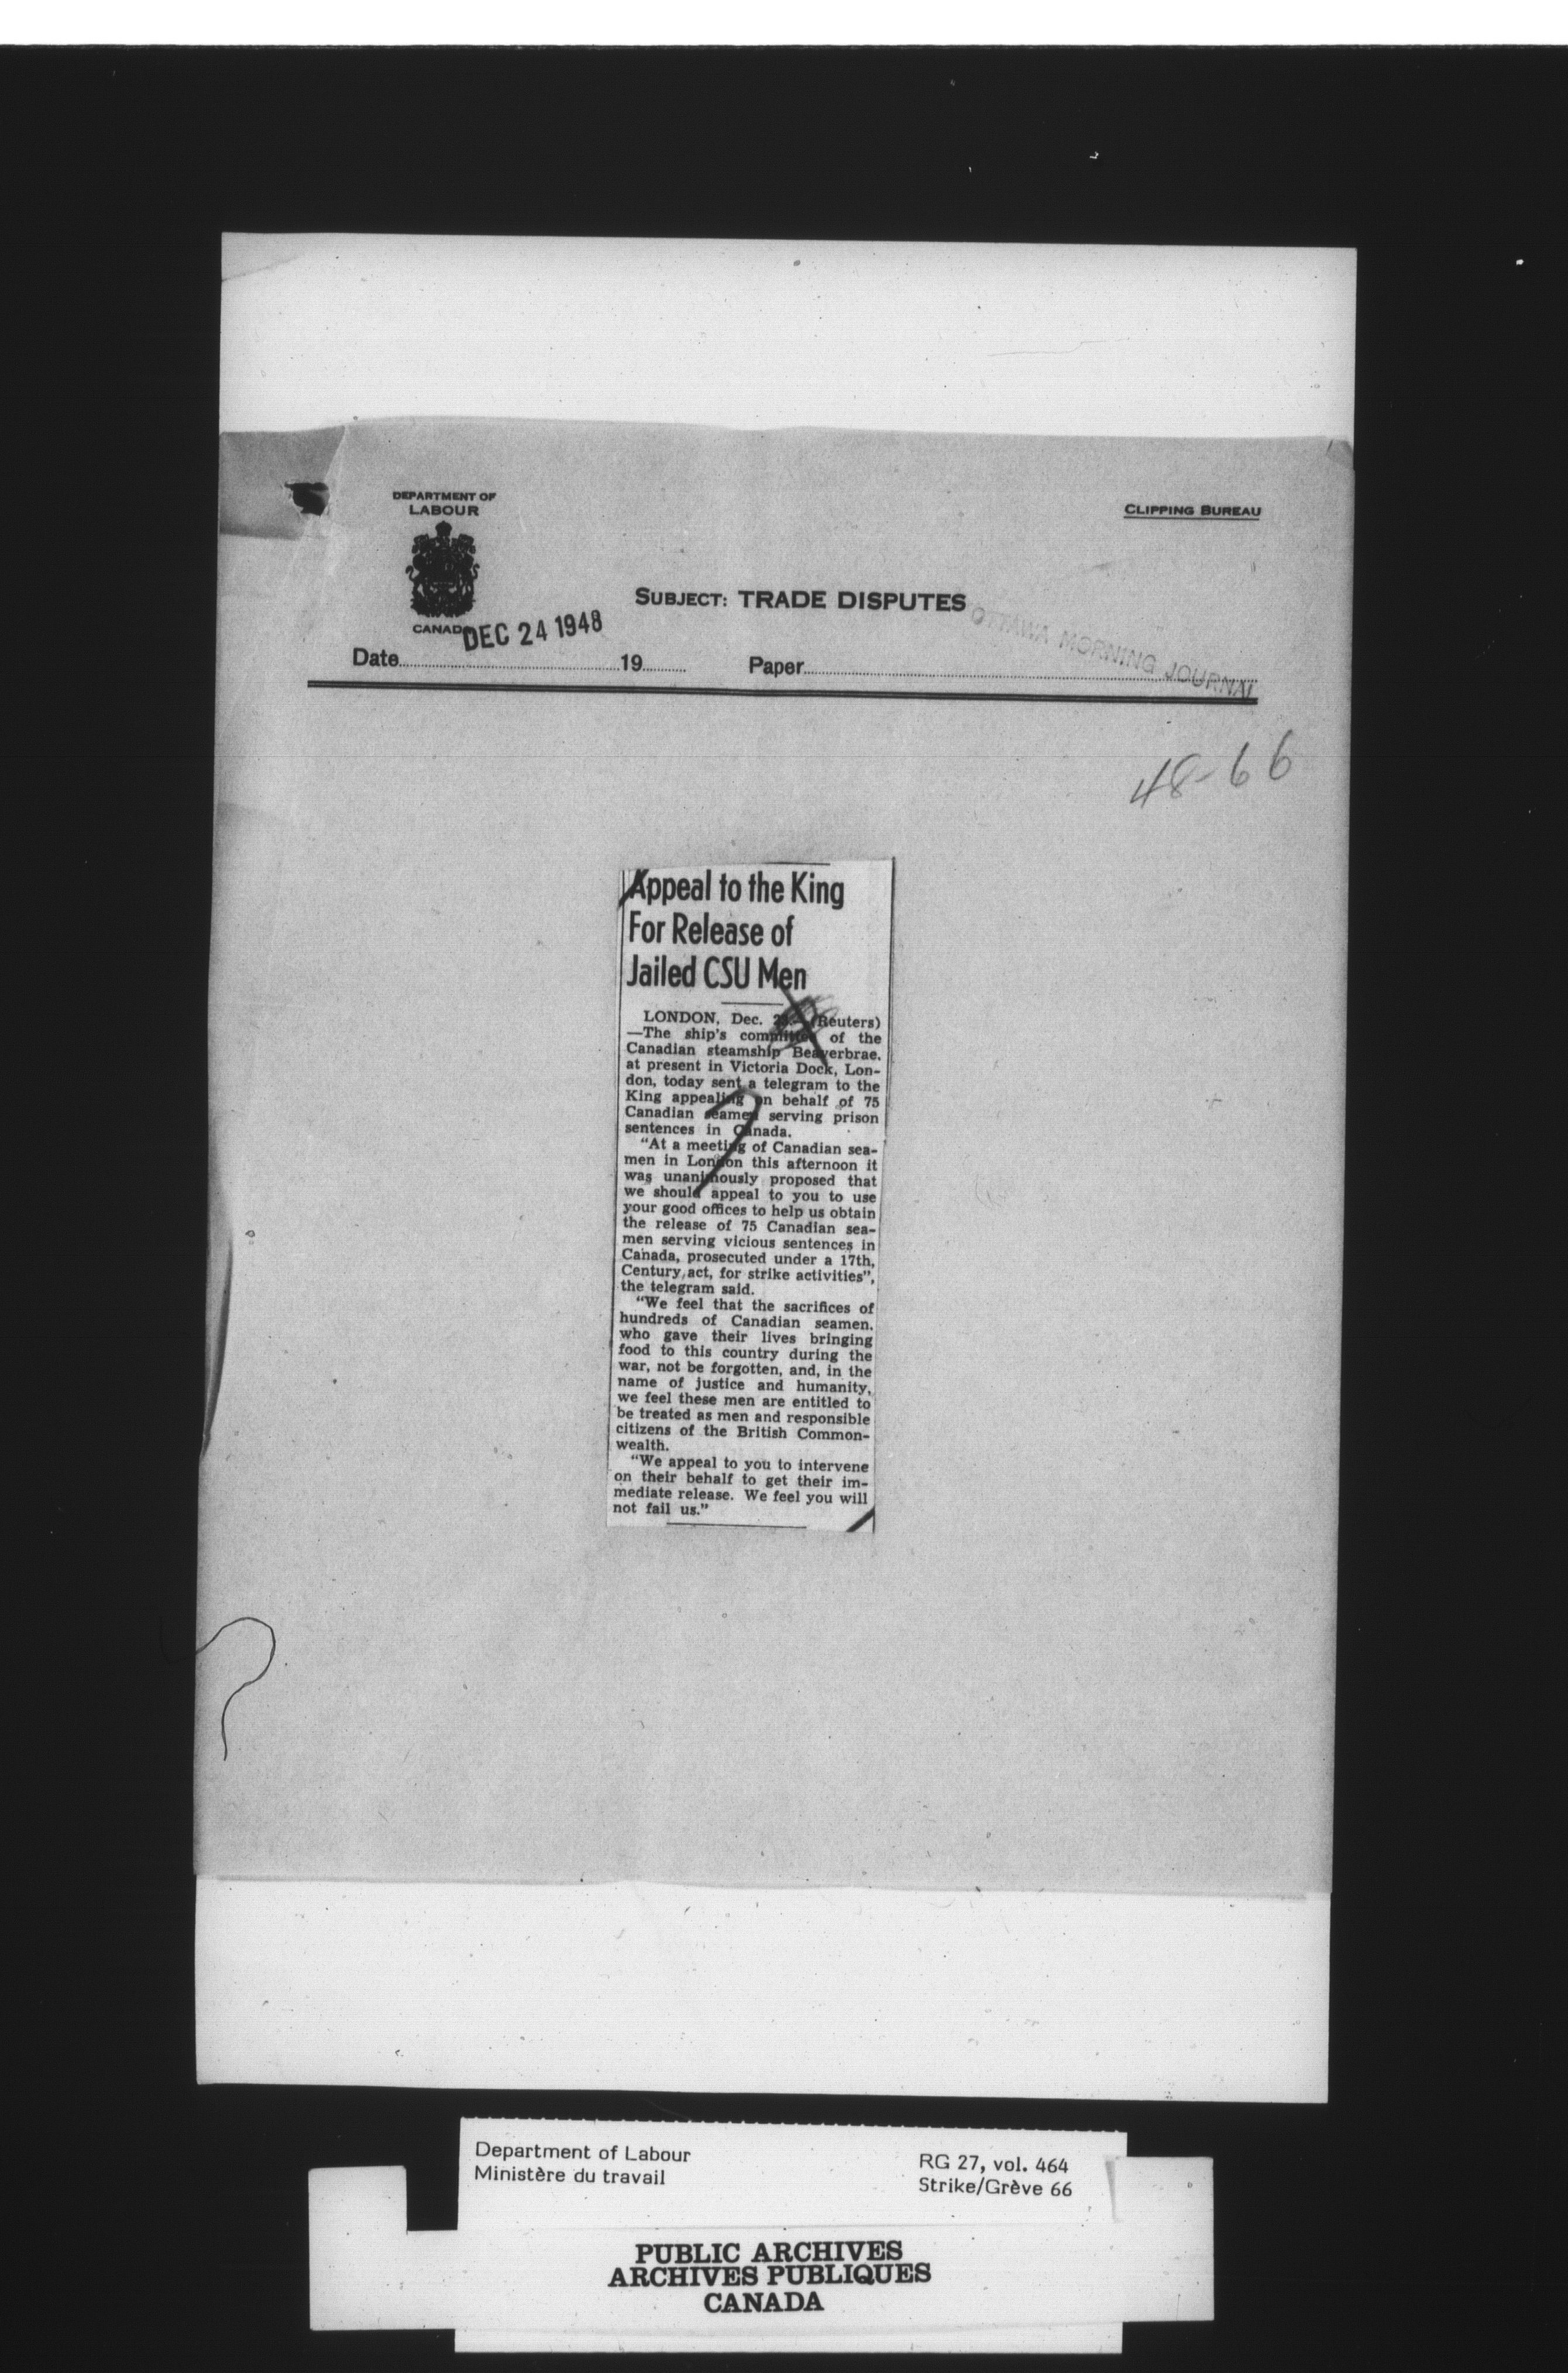 DEPARTMENT OF
LABOUR
CANADA
CLIPPING BUREAU
SUBJECT: TRADE DISPUTES
DEC 24 1948
OTTAWA MORNING JOURNAL
Date 19
Paper
48-66
Appeal to the King
For Release of
Jailed CSU Men
LONDON, Dec. (Reuters)
—The ship's committee of the
Canadian steamship Beaverbrae,
at present in Victoria Dock, Lon-
don, today sent a telegram to the
King appealing on behalf of 75
Canadian seamen serving prison
sentences in Canada.
"At a meeting of Canadian sea-
men in London this afternoon it
was unanimously proposed that
we should appeal to you to use
your good offices to help us obtain
the release of 75 Canadian sea-
men serving vicious sentences in
Canada, prosecuted under a 17th,
Century act, for strike activities",
the telegram said.
"We feel that the sacrifices of
hundreds of Canadian seamen,
who gave their lives bringing
food to this country during the
war, not be forgotten, and, in the
name of justice and humanity,
we feel these men are entitled to
be treated as men and responsible
citizens of the British Common-
wealth.
"We appeal to you to intervene
on their behalf to get their im-
mediate release. We feel you will
not fail us."
Department of Labour
Ministère du travail
RG 27, vol. 464
Strike/Grève 66
PUBLIC ARCHIVES
ARCHIVES PUBLIQUES
CANADA